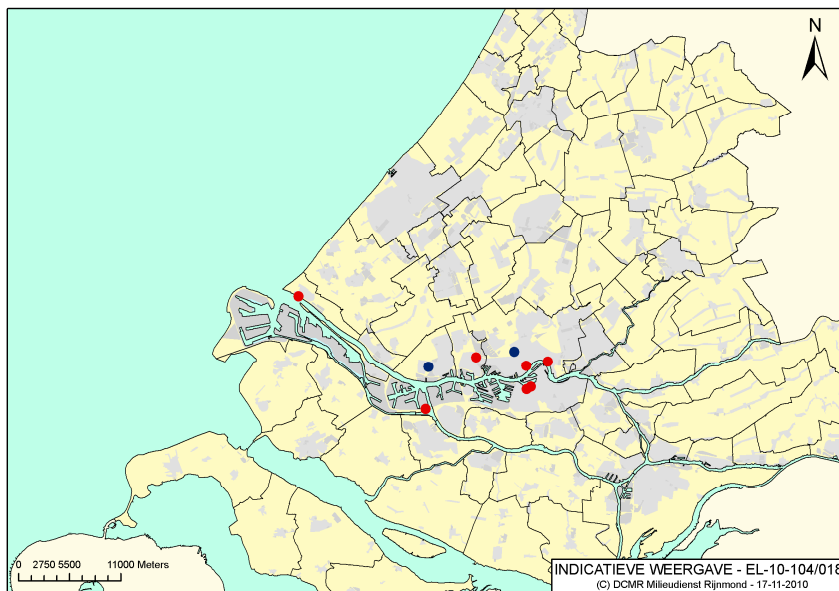 N
0 2750 5500 11000 Meters
INDICATIEVE WEERGAVE - EL-10-104/018
(C) DCMR Milieudienst Rijnmond - 17-11-2010